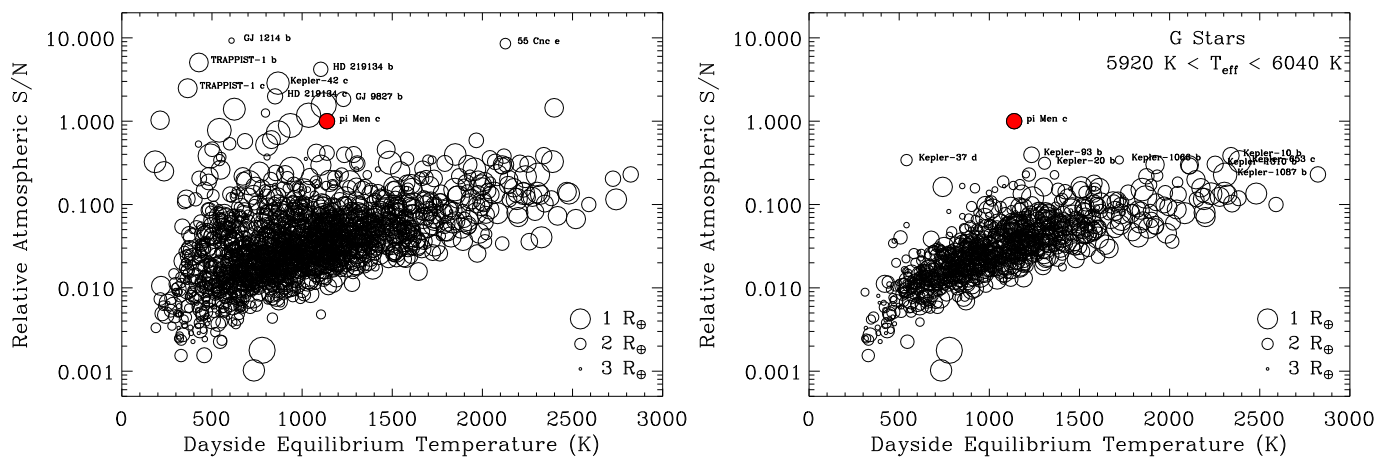 Relative Atmospheric S/N
10.000
1.000
0.100
0.010
0.001
GJ 1214 b
55 Cnc e
TRAPPIST-1 b
HD 219134 b
Kepler-42 c
TRAPPIST-1 c
HD 219134 c
GJ 9827 b
pi Men c
1 R⊕
2 R⊕
3 R⊕
0 500 1000 1500 2000 2500 3000
Dayside Equilibrium Temperature (K)
Relative Atmospheric S/N
10.000
1.000
0.100
0.010
0.001
G Stars
5920 K < Teff < 6040 K
pi Men c
Kepler-37 d
Kepler-93 b
Kepler-20 b
Kepler-10 b
Kepler-1087 b
1 R⊕
2 R⊕
3 R⊕
0 500 1000 1500 2000 2500 3000
Dayside Equilibrium Temperature (K)